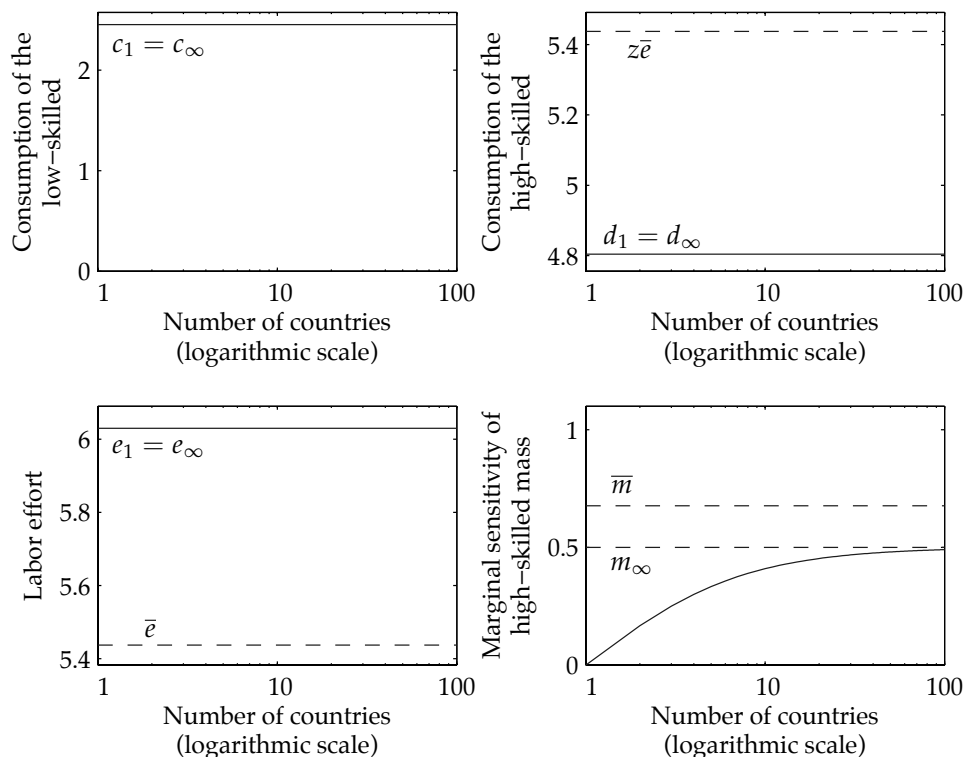 Consumption of the
low−skilled
2
1
0
c₁ = c∞
1
10
100
Number of countries
(logarithmic scale)
Consumption of the
high−skilled
5.4
5.2
5
4.8
zē
d₁ = d∞
1
10
100
Number of countries
(logarithmic scale)
Labor effort
6
5.8
5.6
5.4
e₁ = e∞
ē
1
10
100
Number of countries
(logarithmic scale)
Marginal sensitivity of
high−skilled mass
1
0.5
0
m̅
m∞
1
10
100
Number of countries
(logarithmic scale)